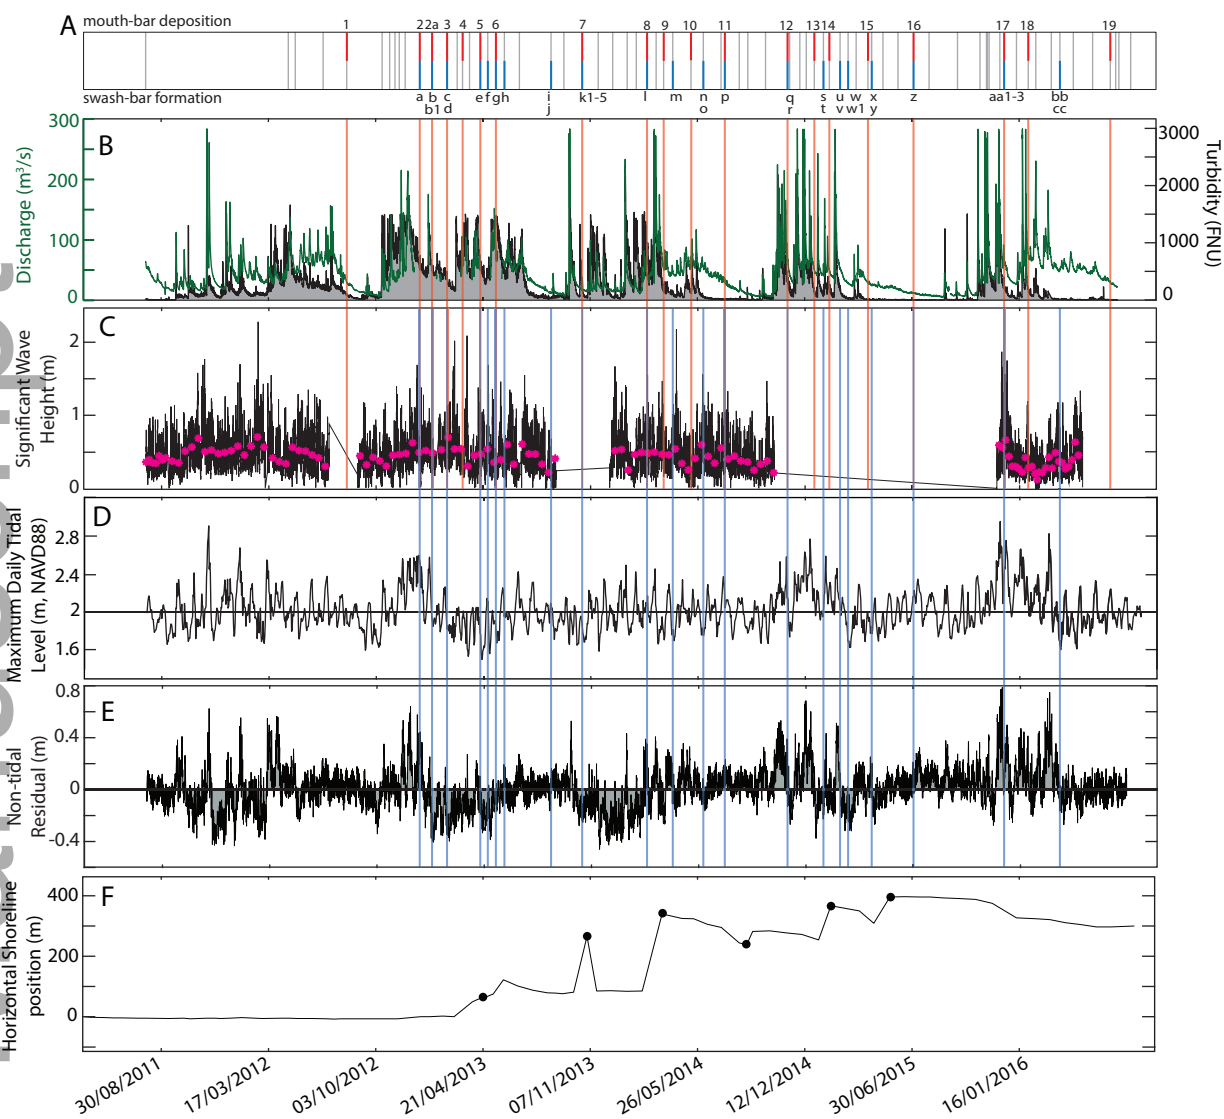 A
mouth-bar deposition
1 2 2a 3 4 5 6 7 8 9 10 11 12 13 14 15 16 17 18 19
swash-bar formation
a b c e f g h i k1-5 l m n p q s u w x z aa1-3 bb
b1 d j o r t v w1 y cc
B
Discharge (m³/s)
300
200
100
0
Turbidity (FNU)
3000
2000
1000
0
C
Significant Wave
Height (m)
2
1
0
D
Maximum Daily Tidal
Level (m, NAVD88)
2.8
2.4
2
1.6
E
Non-tidal
Residual (m)
0.8
0.4
0
-0.4
F
Horizontal Shoreline
position (m)
400
200
0
30/08/2011 17/03/2012 03/10/2012 21/04/2013 07/11/2013 26/05/2014 12/12/2014 30/06/2015 16/01/2016